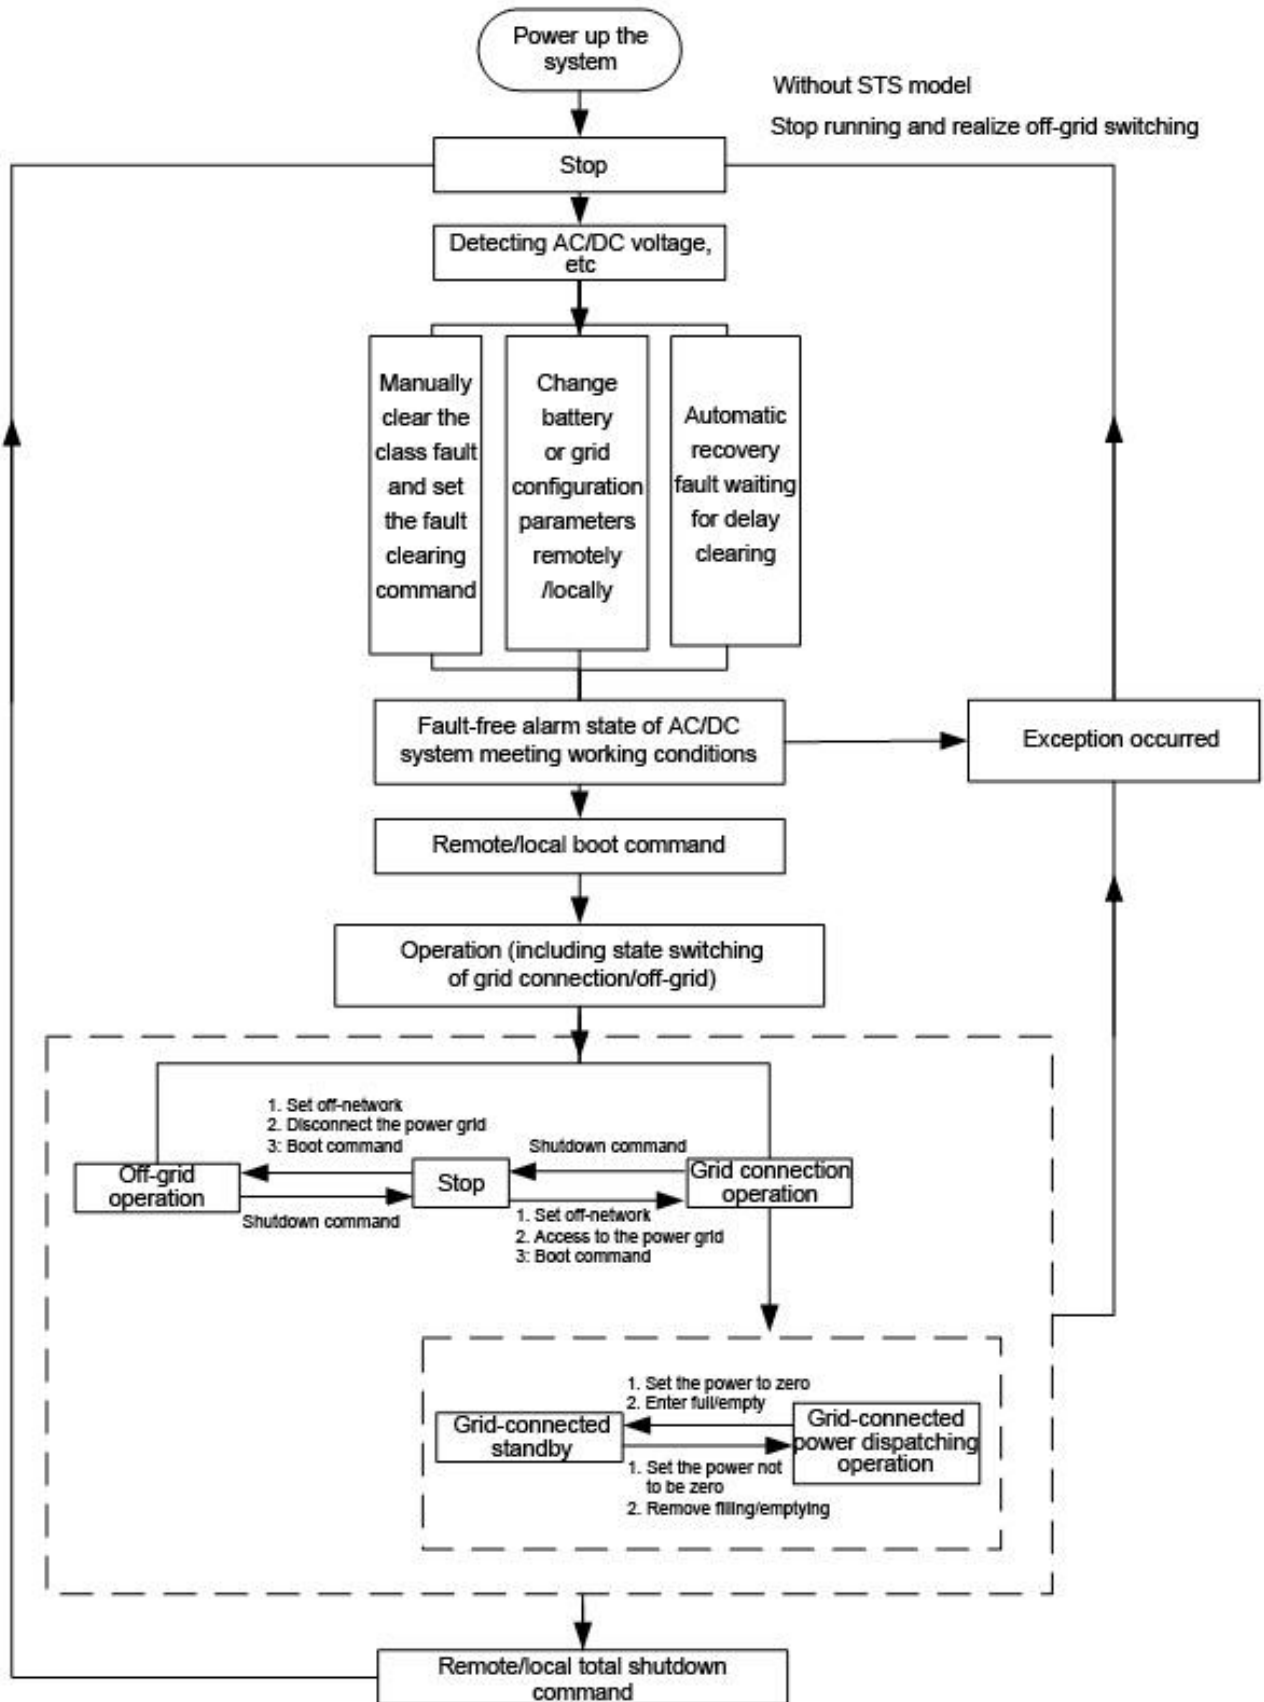 Power up the
system
Without STS model
Stop running and realize off-grid switching
Stop
Detecting AC/DC voltage,
etc
Manually
clear the
class fault
and set
the fault
clearing
command
Change
battery
or grid
configuration
parameters
remotely
/locally
Automatic
recovery
fault waiting
for delay
clearing
Fault-free alarm state of AC/DC
system meeting working conditions
Exception occurred
Remote/local boot command
Operation (including state switching
of grid connection/off-grid)
1. Set off-network
2. Disconnect the power grid
3: Boot command
Shutdown command
Off-grid
operation
Stop
Grid connection
operation
Shutdown command
1. Set off-network
2. Access to the power grid
3: Boot command
1. Set the power to zero
2. Enter full/empty
Grid-connected
standby
Grid-connected
power dispatching
operation
1. Set the power not
to be zero
2. Remove filling/emptying
Remote/local total shutdown
command